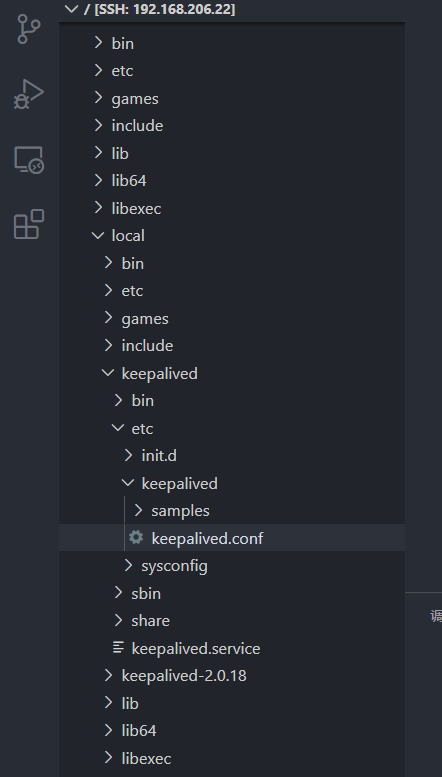 / [SSH: 192.168.206.22]
bin
etc
games
include
lib
lib64
libexec
local
bin
etc
games
include
keepalived
bin
etc
init.d
keepalived
samples
keepalived.conf
sysconfig
sbin
share
调
keepalived.service
keepalived-2.0.18
lib
lib64
libexec